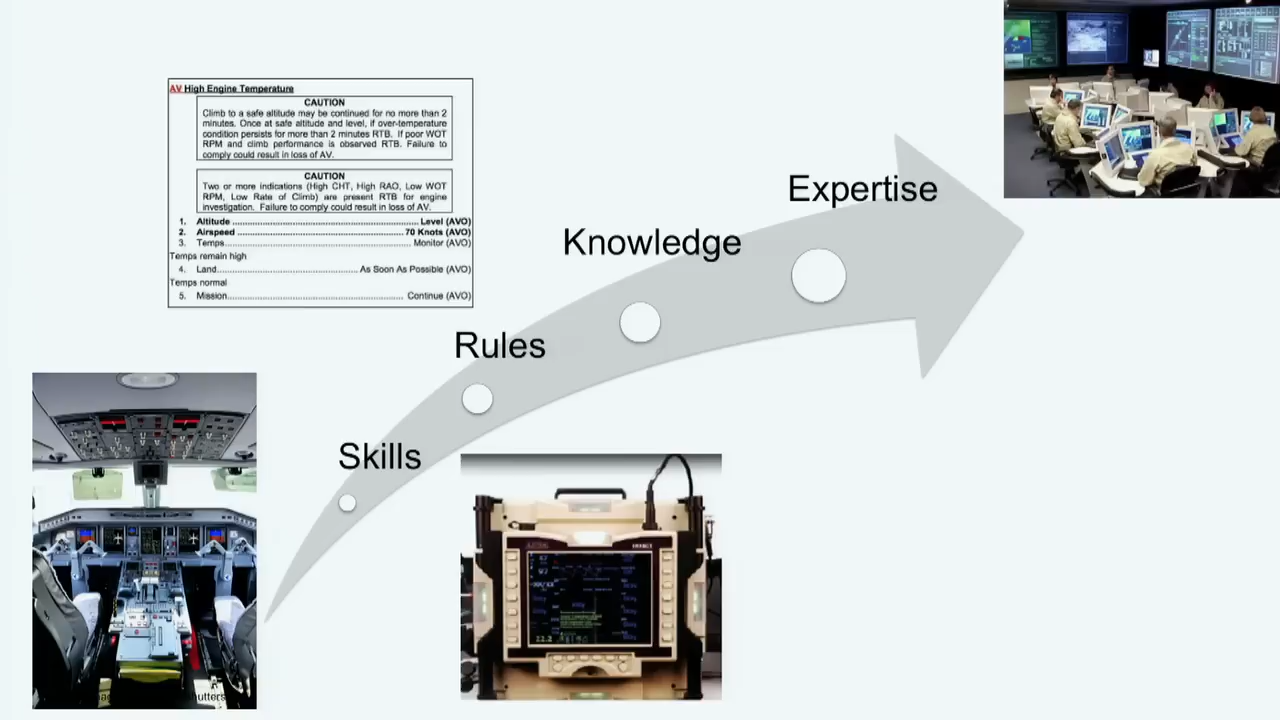 AV High Engine Temperature
CAUTION
Climb to a safe altitude may be continued for no more than 2
minutes. Once at safe altitude and level, if over-temperature
condition persists for more than 2 minutes RTB. If poor WOT
RPM and climb performance is observed RTB. Failure to
comply could result in loss of AV.
CAUTION
Two or more indications (High CHT, High RAO, Low WOT
RPM, Low Rate of Climb) are present RTB for engine
investigation. Failure to comply could result in loss of AV.
1. Altitude ........................................................ Level (AVO)
2. Airspeed .................................................. 70 Knots (AVO)
3. Temps........................................................ Monitor (AVO)
Temps remain high
4. Land.......................................... As Soon As Possible (AVO)
Temps normal
5. Mission...................................................... Continue (AVO)
Expertise
Knowledge
Rules
Skills
22.2